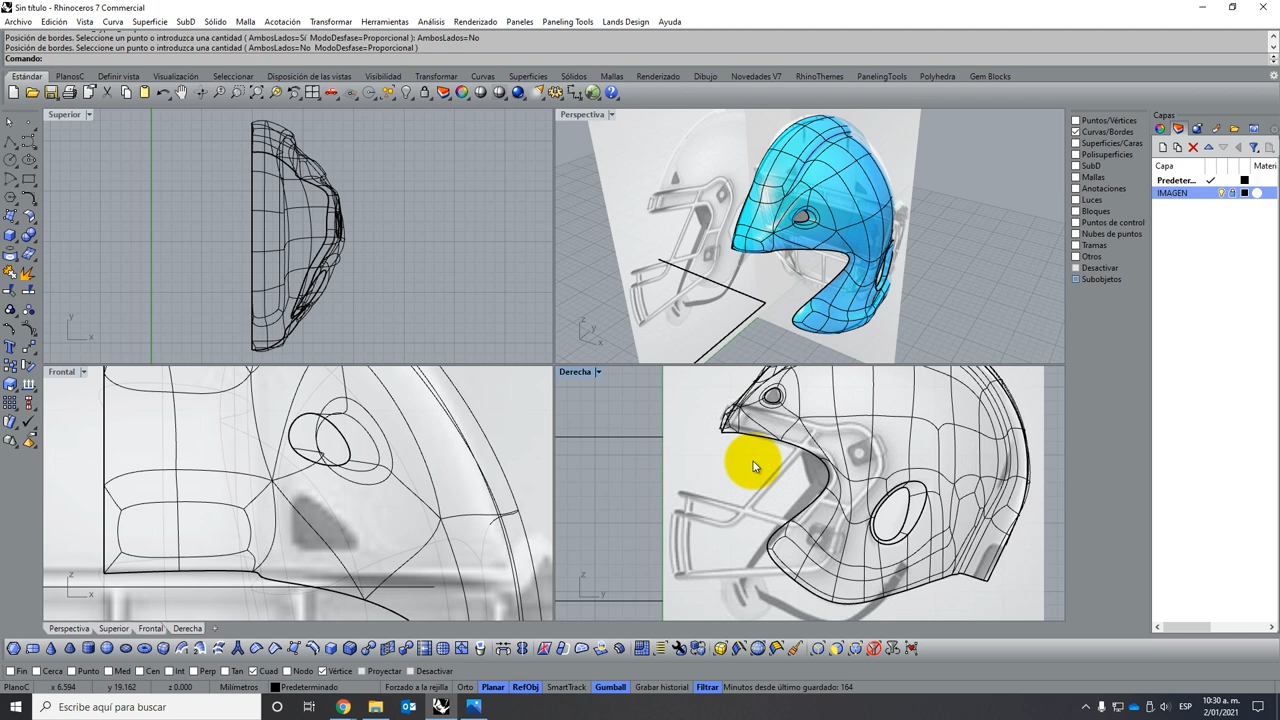 Sin título - Rhinoceros 7 Commercial
Archivo Edición Vista Curva Superficie SubD Sólido Malla Acotación Transformar Herramientas Análisis Renderizado Paneles Paneling Tools Lands Design Ayuda
Posición de bordes. Seleccione un punto o introduzca una cantidad ( AmbosLados=Sí ModoDesfase=Proporcional ): AmbosLados=No
Posición de bordes. Seleccione un punto o introduzca una cantidad ( AmbosLados=No ModoDesfase=Proporcional )
Comando:
Estándar PlanosC Definir vista Visualización Seleccionar Disposición de las vistas Visibilidad Transformar Curvas Superficies Sólidos Mallas Renderizado Dibujo Novedades V7 RhinoThemes PanelingTools Polyhedra Gem Blocks
Superior
Perspectiva
Frontal
Derecha
y
x
z
y
x
z
x
z
y
Puntos/Vértices
Curvas/Bordes
Superficies/Caras
Polisuperficies
SubD
Mallas
Anotaciones
Luces
Bloques
Puntos de control
Nubes de puntos
Tramas
Otros
Desactivar
Subobjetos
Capas
Capa Materi
Predeter...
IMAGEN
Perspectiva Superior Frontal Derecha
Fin Cerca Punto Med Cen Int Perp Tan Cuad Nodo Vértice Proyectar Desactivar
PlanoC x 6.594 y 19.162 z 0.000 Milímetros Predeterminado Forzado a la rejilla Orto Planar RefObj SmartTrack Gumball Grabar historial Filtrar Minutos desde último guardado: 164
Escribe aquí para buscar
ESP
10:30 a. m.
2/01/2021